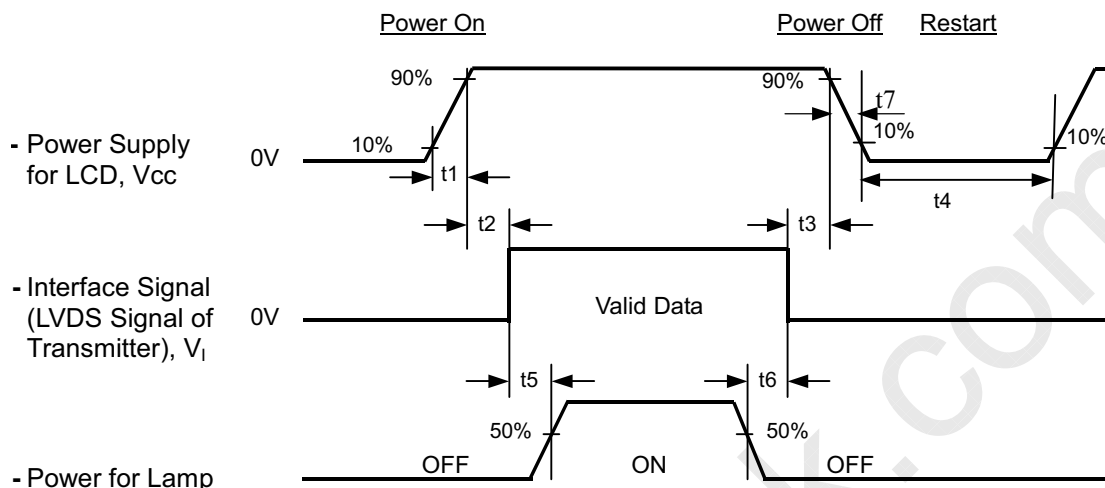 Power On Power Off Restart
90% 90%
t7
10% 10% 10%
- Power Supply
for LCD, Vcc
0V
t1
t4
t2 t3
- Interface Signal
(LVDS Signal of
Transmitter), VI
0V
Valid Data
t5 t6
50% 50%
- Power for Lamp
OFF ON OFF
k.com